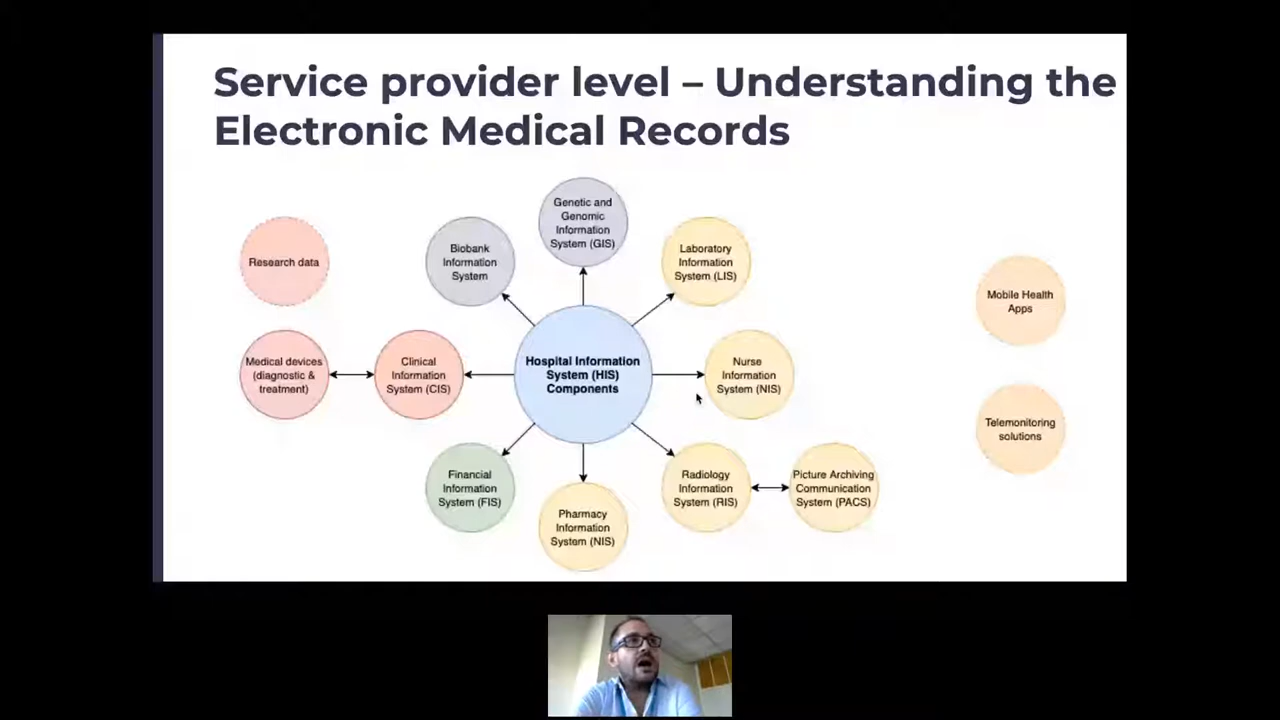 Service provider level – Understanding the
Electronic Medical Records
Genetic and
Genomic
Information
System (GIS)
Biobank
Information
System
Laboratory
Information
System (LIS)
Research data
Mobile Health
Apps
Medical devices
(diagnostic &
treatment)
Clinical
Information
System (CIS)
Hospital Information
System (HIS)
Components
Nurse
Information
System (NIS)
Telemonitoring
solutions
Financial
Information
System (FIS)
Pharmacy
Information
System (NIS)
Radiology
Information
System (RIS)
Picture Archiving
Communication
System (PACS)